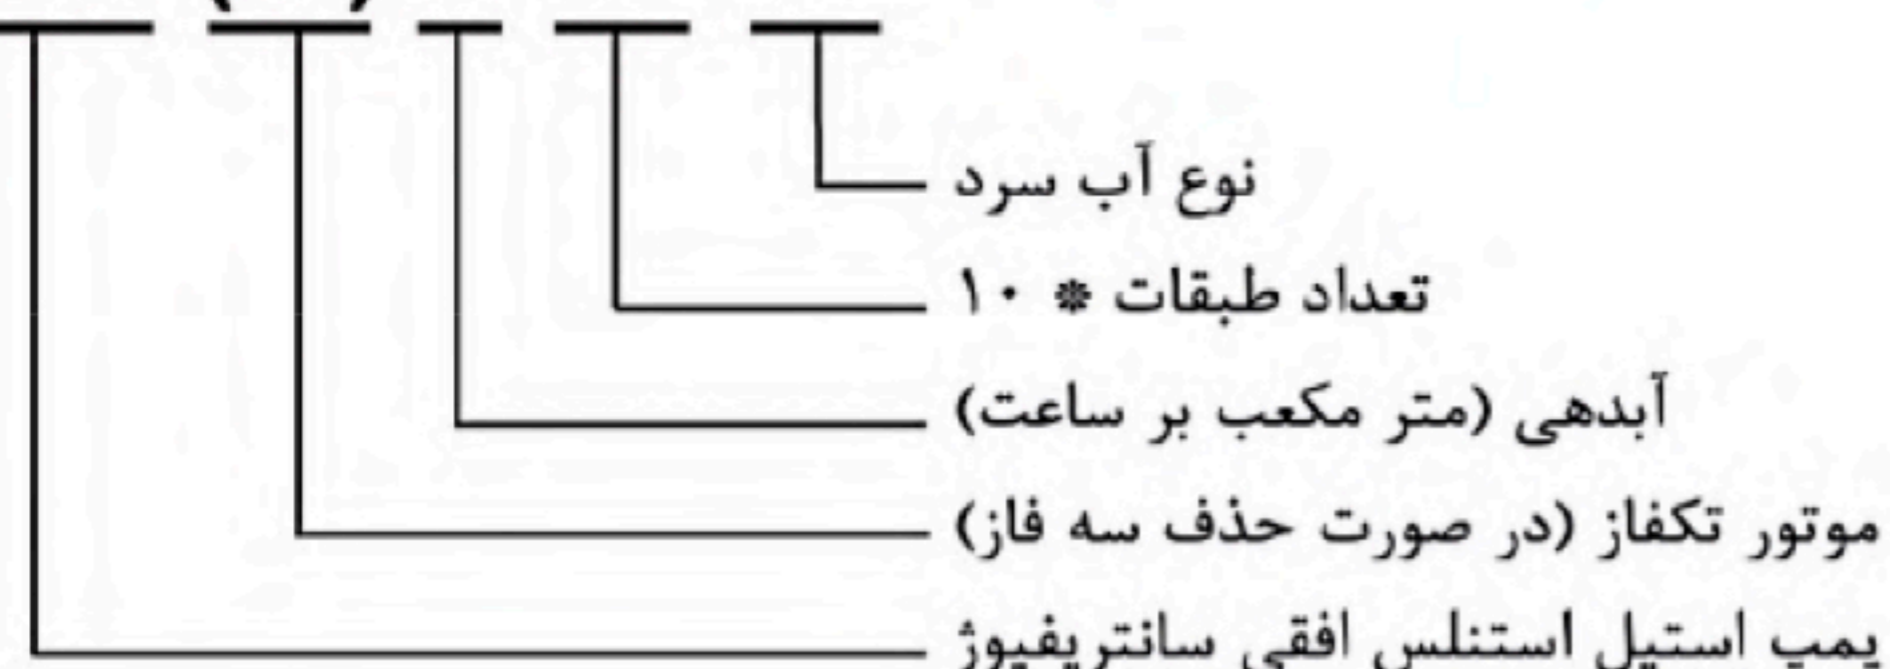 نوع آب سرد
تعداد طبقات * ۱۰
آبدهی (متر مکعب بر ساعت)
موتور تکفاز (در صورت حذف سه فاز)
پمپ استیل استنلس افقی سانتریفیوژ